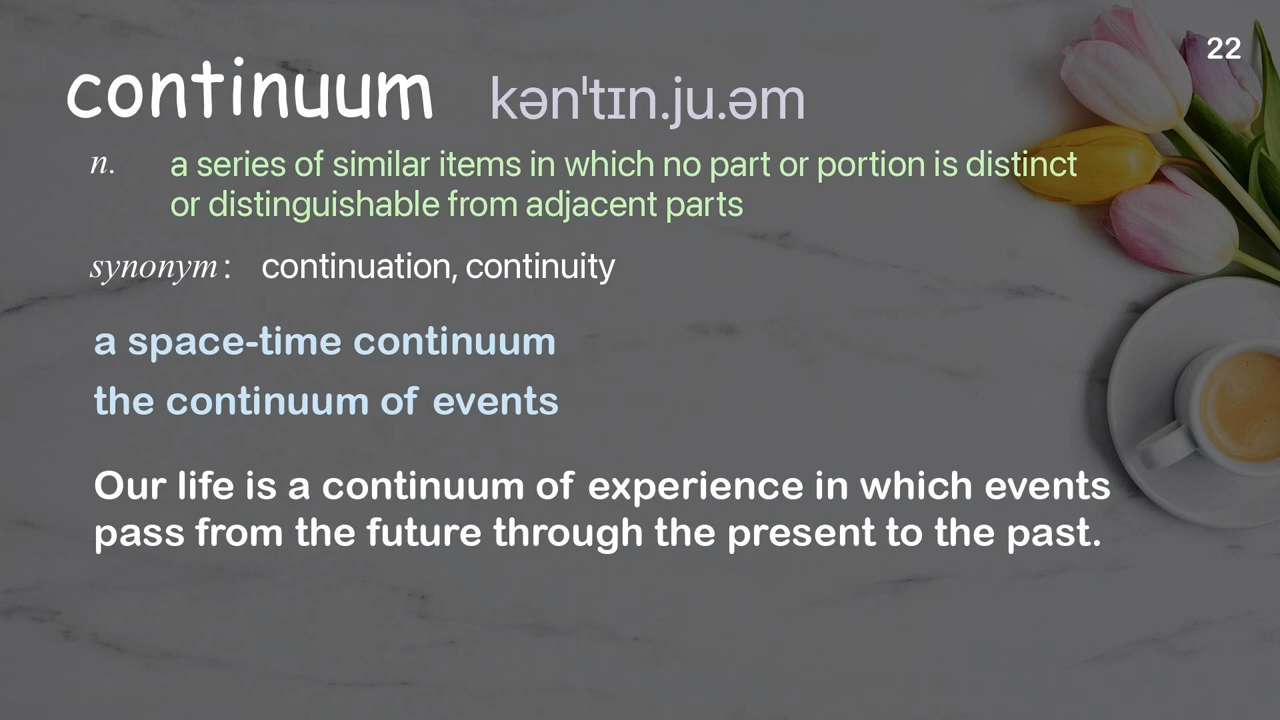 22
continuum kən'tɪn.ju.əm
n. a series of similar items in which no part or portion is distinct
or distinguishable from adjacent parts
synonym: continuation, continuity
a space-time continuum
the continuum of events
Our life is a continuum of experience in which events
pass from the future through the present to the past.